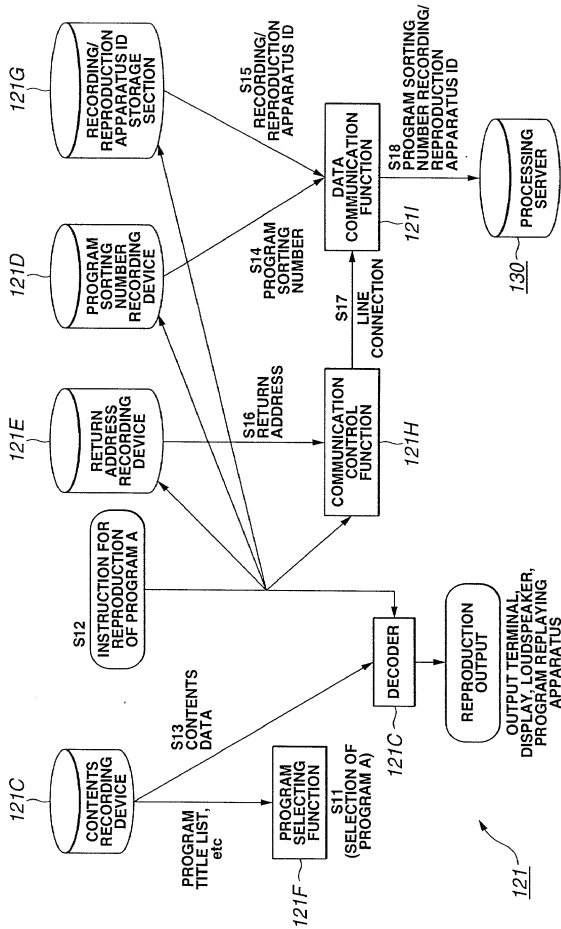 121C
CONTENTS
RECORDING
DEVICE
PROGRAM
TITLE LIST,
etc
S13
CONTENTS
DATA
121F
PROGRAM
SELECTING
FUNCTION
S11
(SELECTION OF
PROGRAM A)
S12
INSTRUCTION FOR
REPRODUCTION
OF PROGRAM A
121C
DECODER
REPRODUCTION
OUTPUT
OUTPUT TERMINAL,
DISPLAY, LOUDSPEAKER,
PROGRAM REPLAYING
APPARATUS
121
121E
RETURN
ADDRESS
RECORDING
DEVICE
S16
RETURN
ADDRESS
COMMUNICATION
CONTROL
FUNCTION
121H
121D
PROGRAM
SORTING
NUMBER
RECORDING
DEVICE
S14
PROGRAM
SORTING
NUMBER
S17
LINE
CONNECTION
121G
RECORDING/
REPRODUCTION
APPARATUS ID
STORAGE
SECTION
S15
RECORDING/
REPRODUCTION
APPARATUS ID
DATA
COMMUNICATION
FUNCTION
121I
S18
PROGRAM SORTING
NUMBER RECORDING/
REPRODUCTION
APPARATUS ID
PROCESSING
SERVER
130